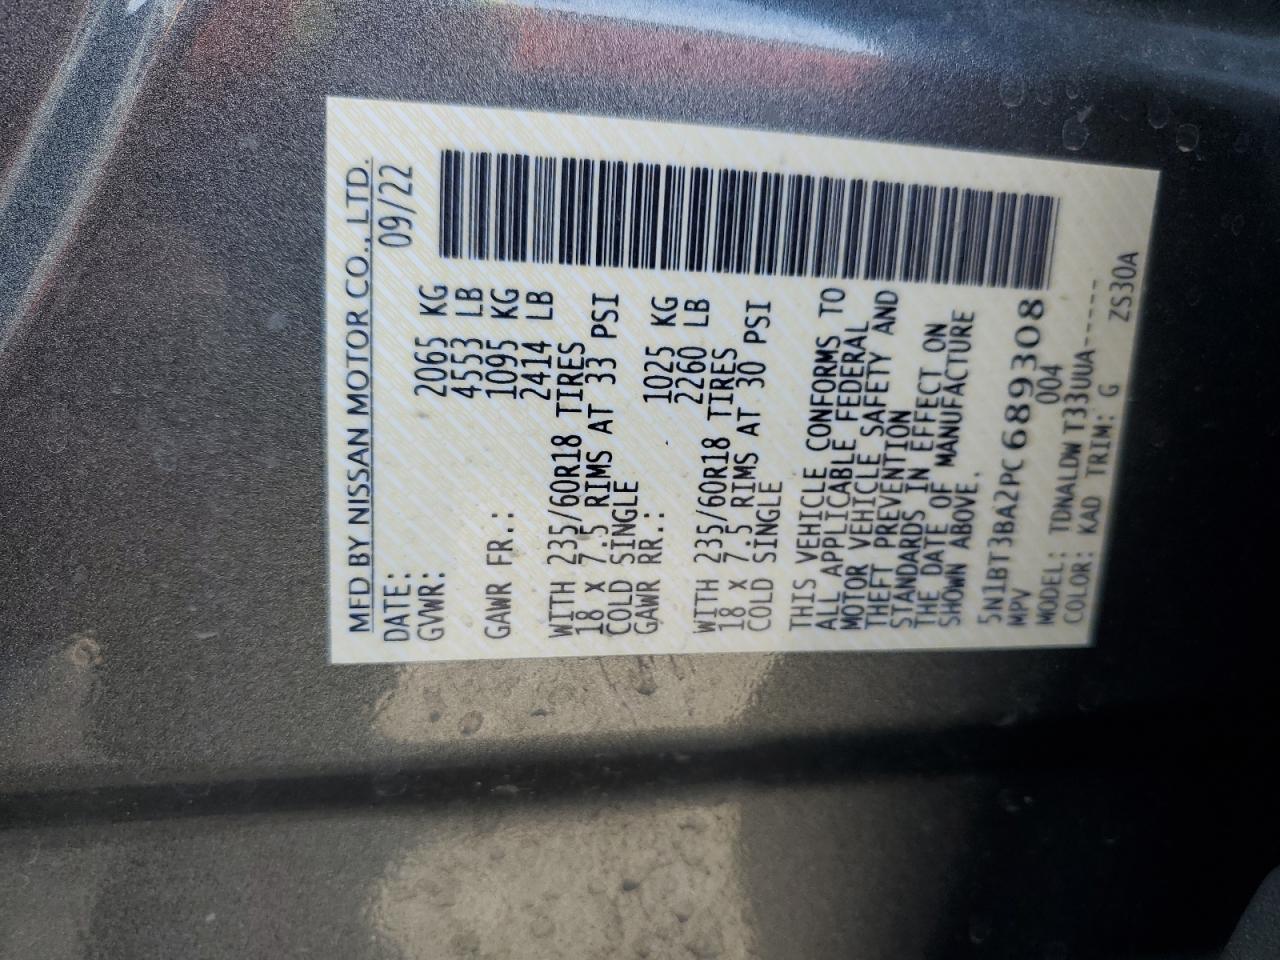 MFD BY NISSAN MOTOR CO., LTD.
DATE: 09/22
GVWR: 2065 KG
4553 LB
GAWR FR.: 1095 KG
2414 LB
WITH 235/60R18 TIRES
18 X 7.5 RIMS AT 33 PSI
COLD SINGLE
GAWR RR.: 1025 KG
2260 LB
WITH 235/60R18 TIRES
18 X 7.5 RIMS AT 30 PSI
COLD SINGLE
THIS VEHICLE CONFORMS TO
ALL APPLICABLE FEDERAL
MOTOR VEHICLE SAFETY AND
THEFT PREVENTION
STANDARDS IN EFFECT ON
THE DATE OF MANUFACTURE
SHOWN ABOVE.
5N1BT3BA2PC689308
MPV 004
MODEL: TDNALDW T33UUA-----
COLOR: KAD TRIM: G ZS30A